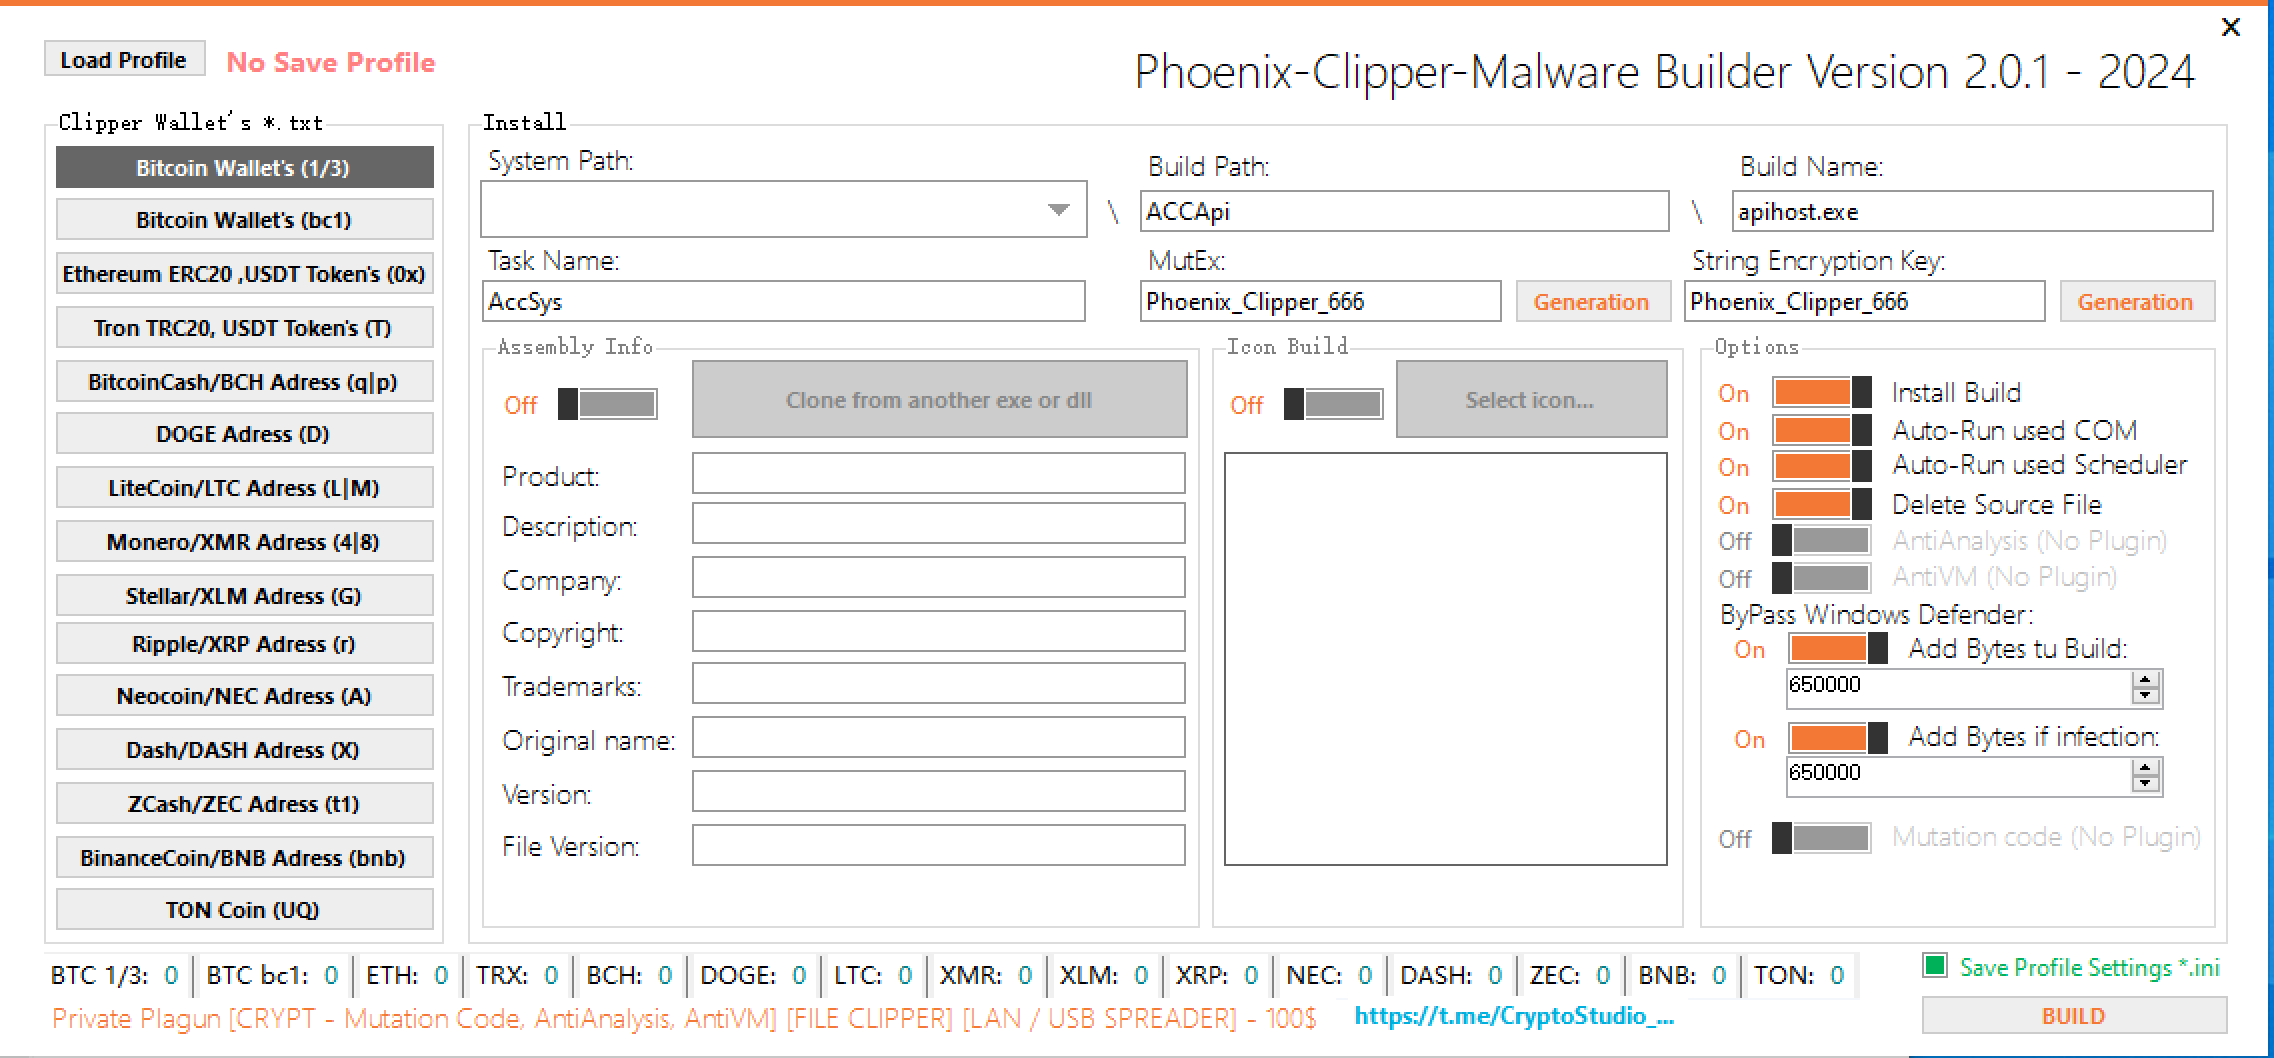 Load Profile
No Save Profile
Phoenix-Clipper-Malware Builder Version 2.0.1 - 2024
Clipper Wallet's *.txt
Bitcoin Wallet's (1/3)
Bitcoin Wallet's (bc1)
Ethereum ERC20 ,USDT Token's (0x)
Tron TRC20, USDT Token's (T)
BitcoinCash/BCH Adress (q|p)
DOGE Adress (D)
LiteCoin/LTC Adress (L|M)
Monero/XMR Adress (4|8)
Stellar/XLM Adress (G)
Ripple/XRP Adress (r)
Neocoin/NEC Adress (A)
Dash/DASH Adress (X)
ZCash/ZEC Adress (t1)
BinanceCoin/BNB Adress (bnb)
TON Coin (UQ)
Install
System Path:
\
Build Path:
ACCApi
\
Build Name:
apihost.exe
Task Name:
AccSys
MutEx:
Phoenix_Clipper_666
Generation
String Encryption Key:
Phoenix_Clipper_666
Generation
Assembly Info
Off
Clone from another exe or dll
Product:
Description:
Company:
Copyright:
Trademarks:
Original name:
Version:
File Version:
Icon Build
Off
Select icon...
Options
On Install Build
On Auto-Run used COM
On Auto-Run used Scheduler
On Delete Source File
Off AntiAnalysis (No Plugin)
Off AntiVM (No Plugin)
ByPass Windows Defender:
On Add Bytes tu Build:
650000
On Add Bytes if infection:
650000
Off Mutation code (No Plugin)
BTC 1/3: 0 BTC bc1: 0 ETH: 0 TRX: 0 BCH: 0 DOGE: 0 LTC: 0 XMR: 0 XLM: 0 XRP: 0 NEC: 0 DASH: 0 ZEC: 0 BNB: 0 TON: 0
Save Profile Settings *.ini
Private Plagun [CRYPT - Mutation Code, AntiAnalysis, AntiVM] [FILE CLIPPER] [LAN / USB SPREADER] - 100$
https://t.me/CryptoStudio_...
BUILD